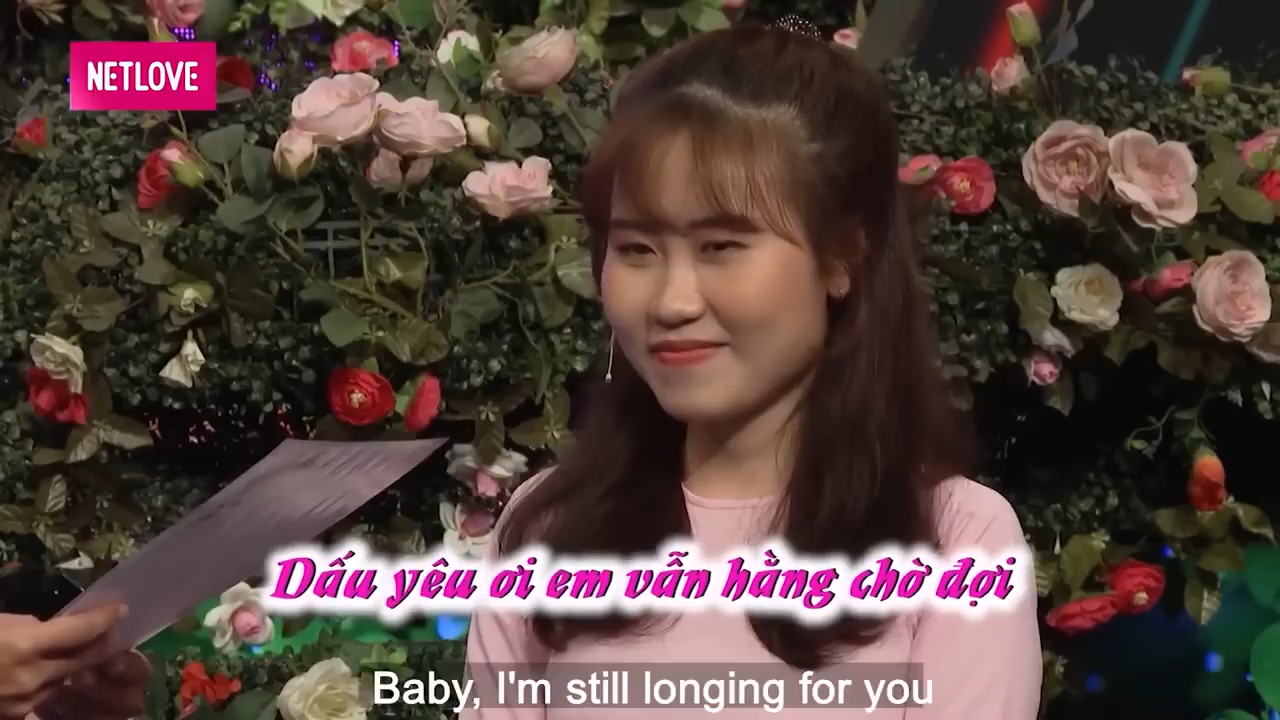 NETLOVE
Dấu yêu ơi em vẫn hằng chờ đợi
Baby, I'm still longing for you